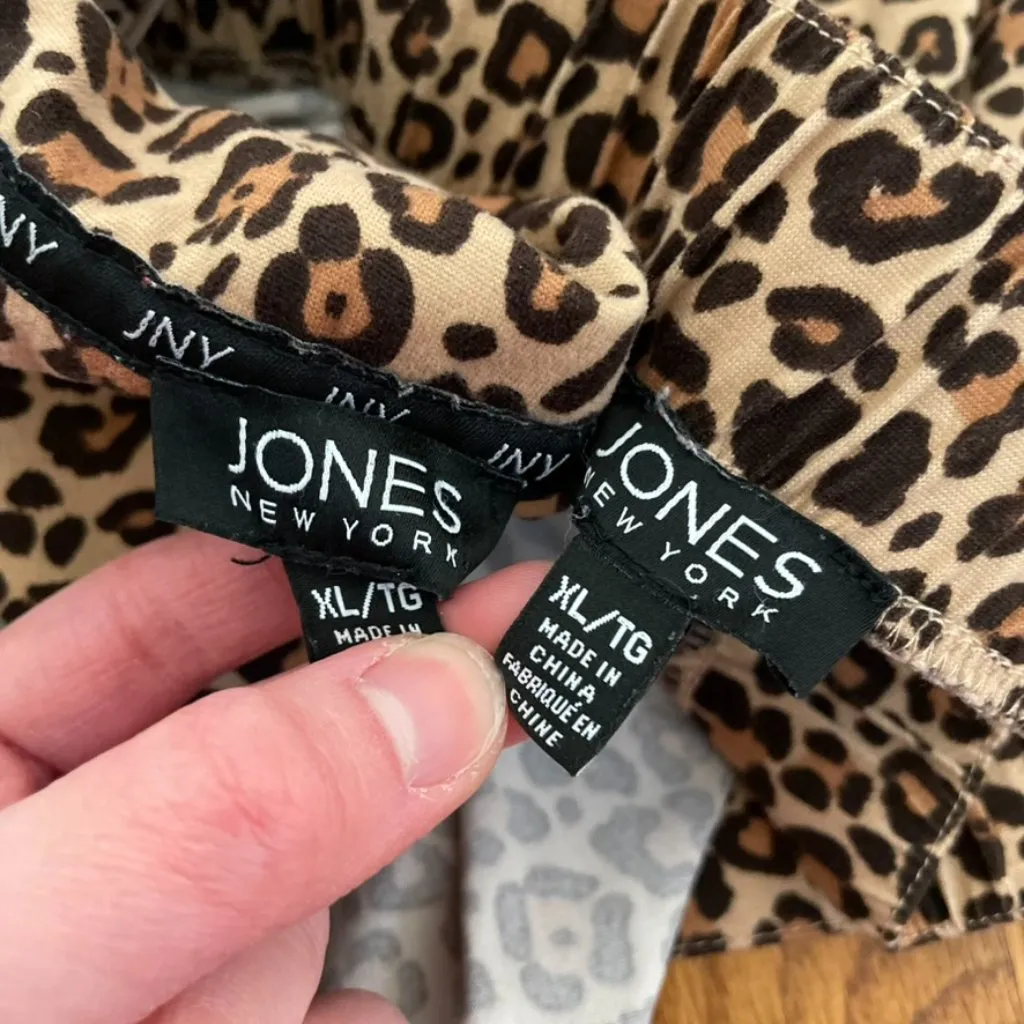 JNY
JNY
JNY
JNY
JONES
NEW YORK
XL/TG
MADE IN
JONES
NEW YORK
XL/TG
MADE IN
CHINA
FABRIQUÉ EN
CHINE